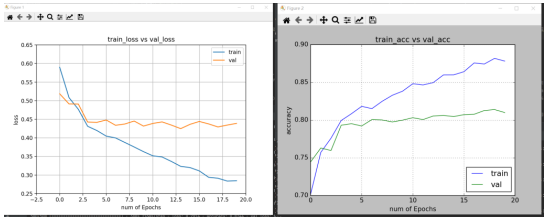 Figure 1
train_loss vs val_loss
train
val
loss
0.65
0.60
0.55
0.50
0.45
0.40
0.35
0.30
0.25
−2.5 0.0 2.5 5.0 7.5 10.0 12.5 15.0 17.5 20.0
num of Epochs
Figure 2
train_acc vs val_acc
accuracy
0.90
0.85
0.80
0.75
0.70
train
val
0 5 10 15 20
num of Epochs